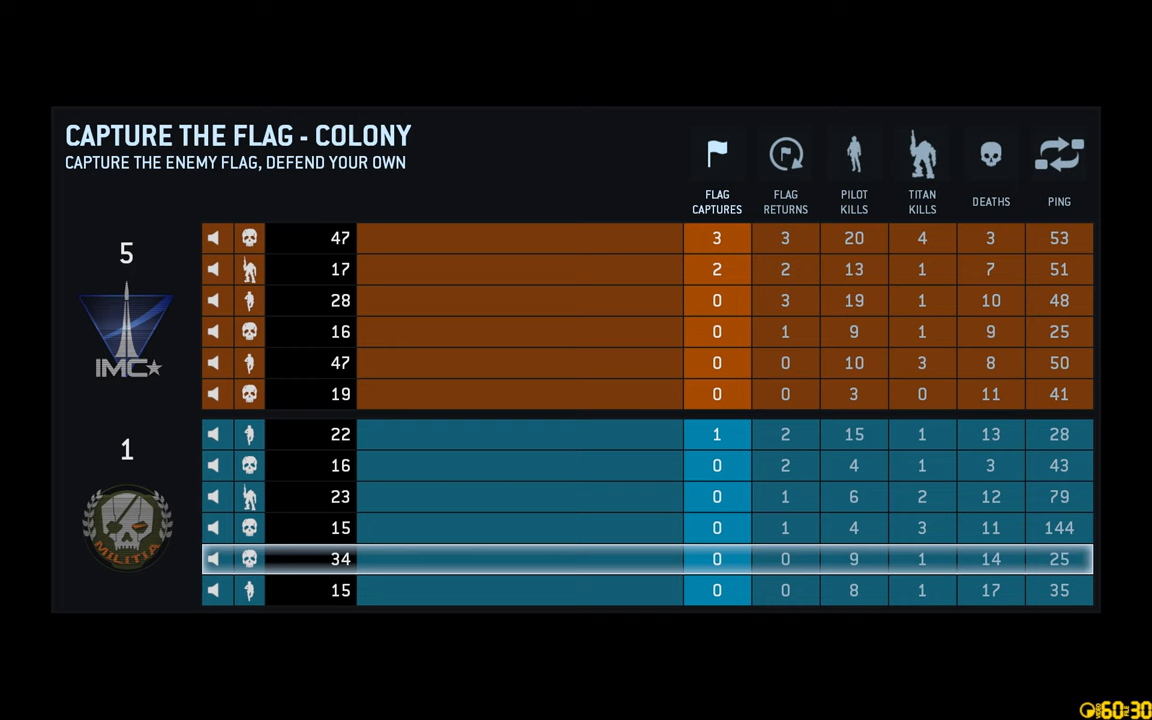 CAPTURE THE FLAG - COLONY
CAPTURE THE ENEMY FLAG, DEFEND YOUR OWN
FLAG CAPTURES FLAG RETURNS PILOT KILLS TITAN KILLS DEATHS PING
5
IMC
47 3 3 20 4 3 53
17 2 2 13 1 7 51
28 0 3 19 1 10 48
16 0 1 9 1 9 25
47 0 0 10 3 8 50
19 0 0 3 0 11 41
1
MILITIA
22 1 2 15 1 13 28
16 0 2 4 1 3 43
23 0 1 6 2 12 79
15 0 1 4 3 11 144
34 0 0 9 1 14 25
15 0 0 8 1 17 35
60:30